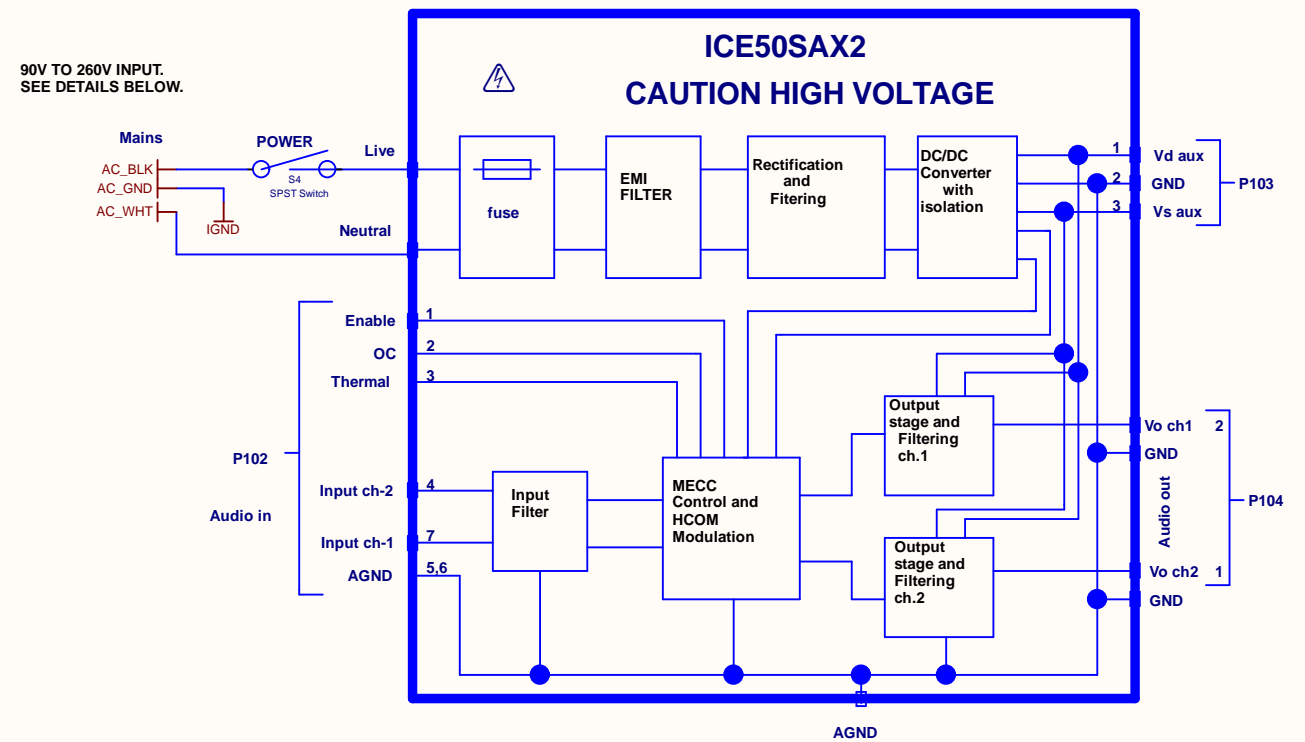 ICE50SAX2
CAUTION HIGH VOLTAGE
90V TO 260V INPUT.
SEE DETAILS BELOW.
Mains
POWER
Live
AC_BLK
AC_GND
AC_WHT
S4
SPST Switch
IGND
Neutral
fuse
EMI
FILTER
Rectification
and
Fitering
DC/DC
Converter
with
isolation
1
Vd aux
2
GND
3
Vs aux
P103
Enable
1
OC
2
Thermal
3
P102
Audio in
Input ch-2
4
Input ch-1
7
AGND
5,6
Input
Filter
MECC
Control and
HCOM
Modulation
Output
stage and
Filtering
ch.1
Output
stage and
Filtering
ch.2
Vo ch1
2
GND
Audio out
P104
Vo ch2
1
GND
AGND